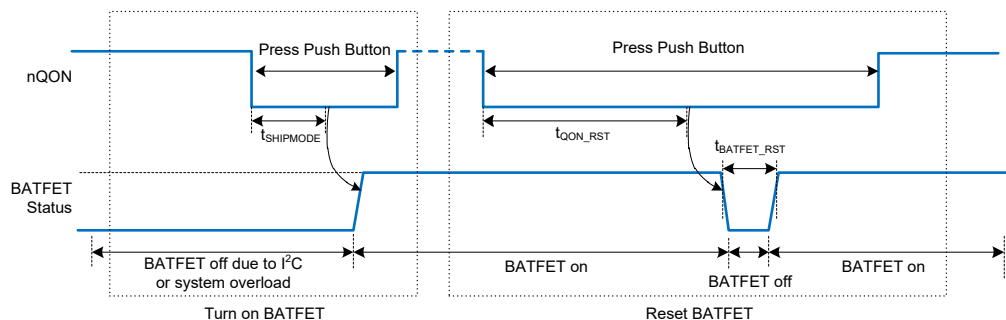 Press Push Button
Press Push Button
nQON
tSHIPMODE
tQON_RST
tBATFET_RST
BATFET
Status
BATFET off due to I2C
or system overload
BATFET on
BATFET off
BATFET on
Turn on BATFET
Reset BATFET